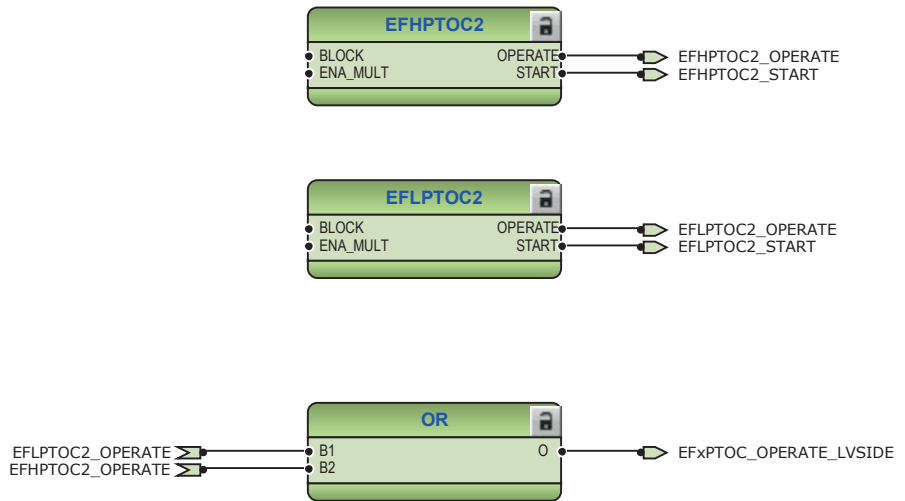 EFHPTOC2
BLOCK OPERATE EFHPTOC2_OPERATE
ENA_MULT START EFHPTOC2_START
EFLPTOC2
BLOCK OPERATE EFLPTOC2_OPERATE
ENA_MULT START EFLPTOC2_START
OR
EFLPTOC2_OPERATE B1 O EFxPTOC_OPERATE_LVSIDE
EFHPTOC2_OPERATE B2